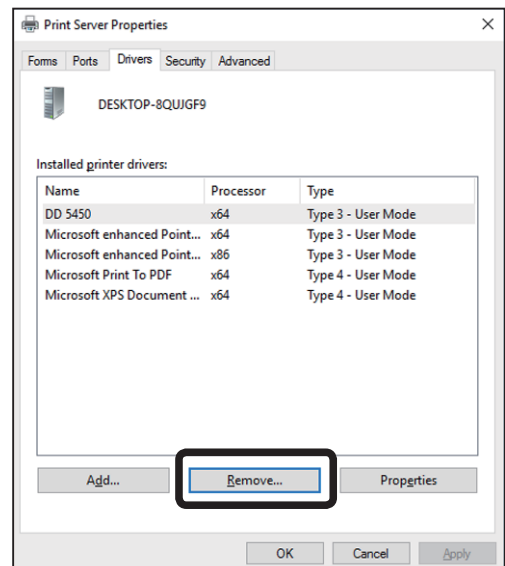 Print Server Properties
Forms Ports Drivers Security Advanced
DESKTOP-8QUJGF9
Installed printer drivers:
Name Processor Type
DD 5450 x64 Type 3 - User Mode
Microsoft enhanced Point... x64 Type 3 - User Mode
Microsoft enhanced Point... x86 Type 3 - User Mode
Microsoft Print To PDF x64 Type 4 - User Mode
Microsoft XPS Document ... x64 Type 4 - User Mode
Add... Remove... Properties
OK Cancel Apply